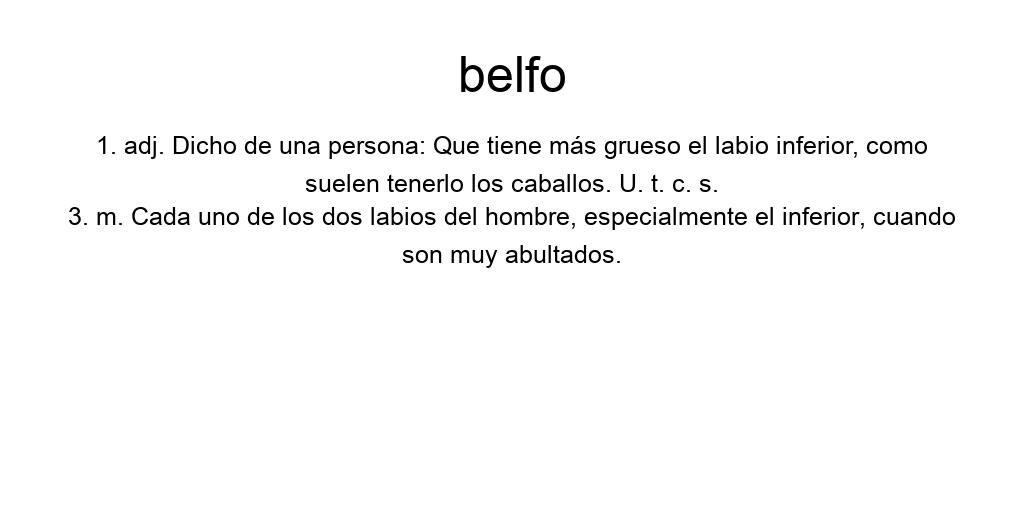 belfo
1. adj. Dicho de una persona: Que tiene más grueso el labio inferior, como
suelen tenerlo los caballos. U. t. c. s.
3. m. Cada uno de los dos labios del hombre, especialmente el inferior, cuando
son muy abultados.